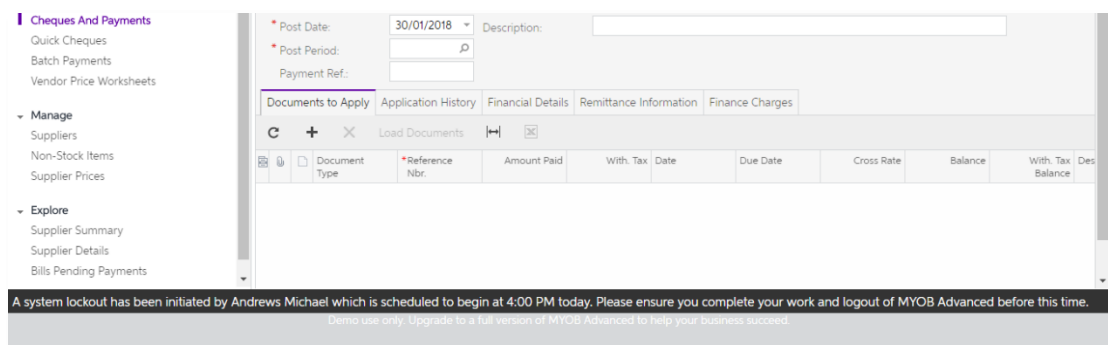 Cheques And Payments
Quick Cheques
Batch Payments
Vendor Price Worksheets
Manage
Suppliers
Non-Stock Items
Supplier Prices
Explore
Supplier Summary
Supplier Details
Bills Pending Payments
* Post Date: 30/01/2018 Description:
* Post Period:
Payment Ref.:
Documents to Apply Application History Financial Details Remittance Information Finance Charges
Load Documents
Document Type *Reference Nbr. Amount Paid With. Tax Date Due Date Cross Rate Balance With. Tax Balance Des
A system lockout has been initiated by Andrews Michael which is scheduled to begin at 4:00 PM today. Please ensure you complete your work and logout of MYOB Advanced before this time.
Demo use only. Upgrade to a full version of MYOB Advanced to help your business succeed.